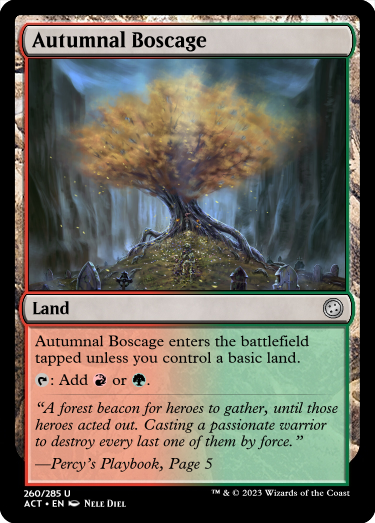 Autumnal Boscage
Land
Autumnal Boscage enters the battlefield
tapped unless you control a basic land.
: Add or .
“A forest beacon for heroes to gather, until those
heroes acted out. Casting a passionate warrior
to destroy every last one of them by force.”
—Percy’s Playbook, Page 5
260/285 U
ACT • EN Nele Diel
™ & © 2023 Wizards of the Coast